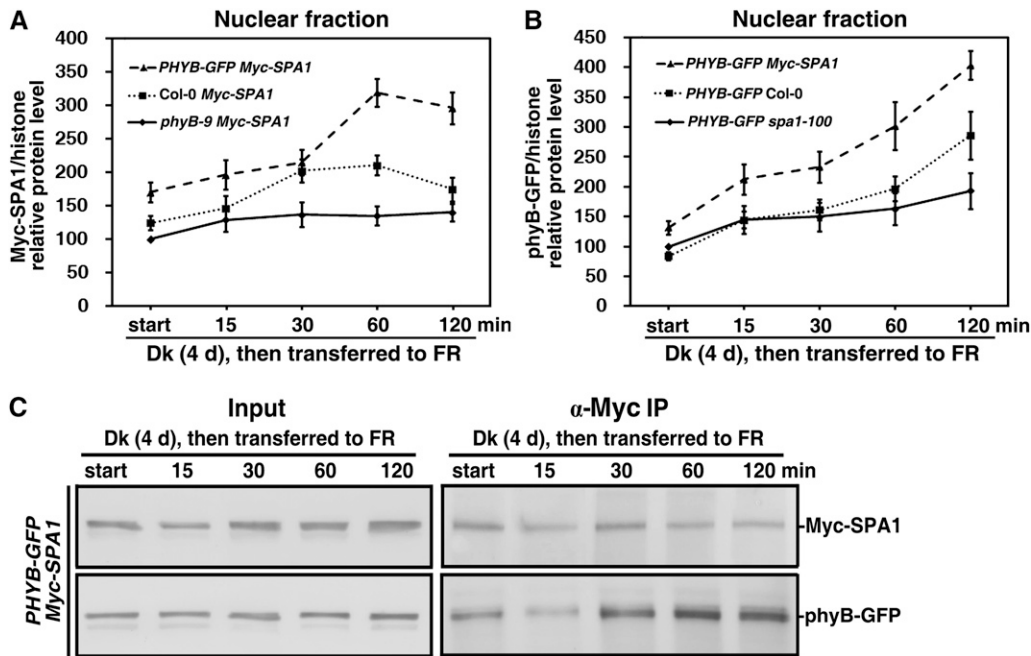 A
Nuclear fraction
Myc-SPA1/histone
relative protein level
400
350
300
250
200
150
100
50
0
PHYB-GFP Myc-SPA1
Col-0 Myc-SPA1
phyB-9 Myc-SPA1
start 15 30 60 120 min
Dk (4 d), then transferred to FR
B
Nuclear fraction
phyB-GFP/histone
relative protein level
450
400
350
300
250
200
150
100
50
0
PHYB-GFP Myc-SPA1
PHYB-GFP Col-0
PHYB-GFP spa1-100
start 15 30 60 120 min
Dk (4 d), then transferred to FR
C
Input
Dk (4 d), then transferred to FR
start 15 30 60 120
α-Myc IP
Dk (4 d), then transferred to FR
start 15 30 60 120 min
PHYB-GFP
Myc-SPA1
-Myc-SPA1
-phyB-GFP